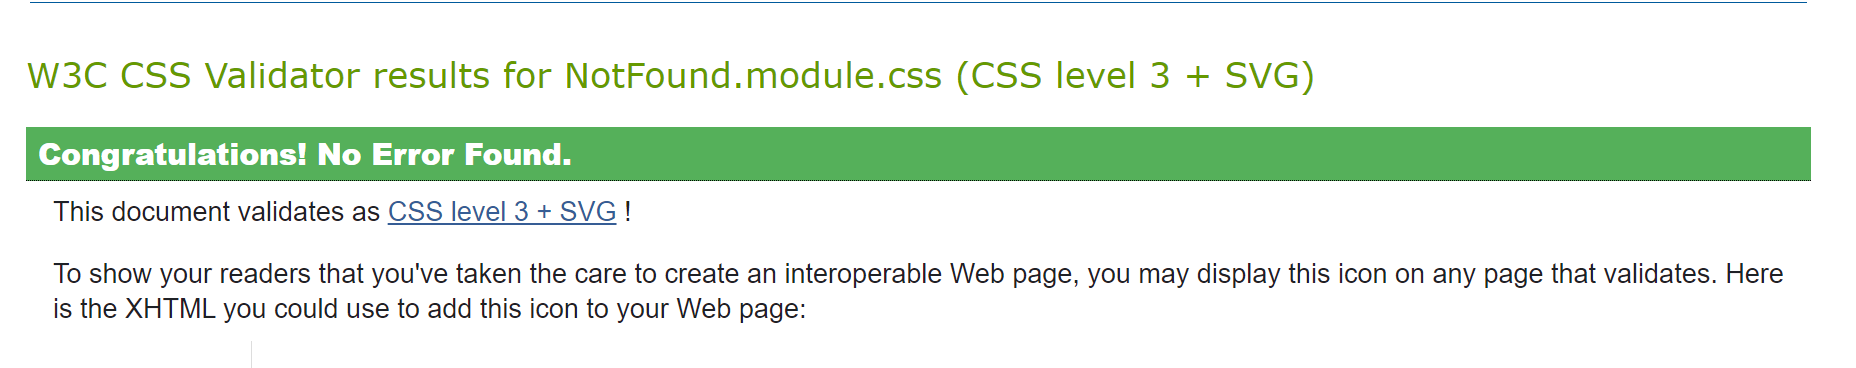 W3C CSS Validator results for NotFound.module.css (CSS level 3 + SVG)
Congratulations! No Error Found.
This document validates as CSS level 3 + SVG !
To show your readers that you've taken the care to create an interoperable Web page, you may display this icon on any page that validates. Here
is the XHTML you could use to add this icon to your Web page: